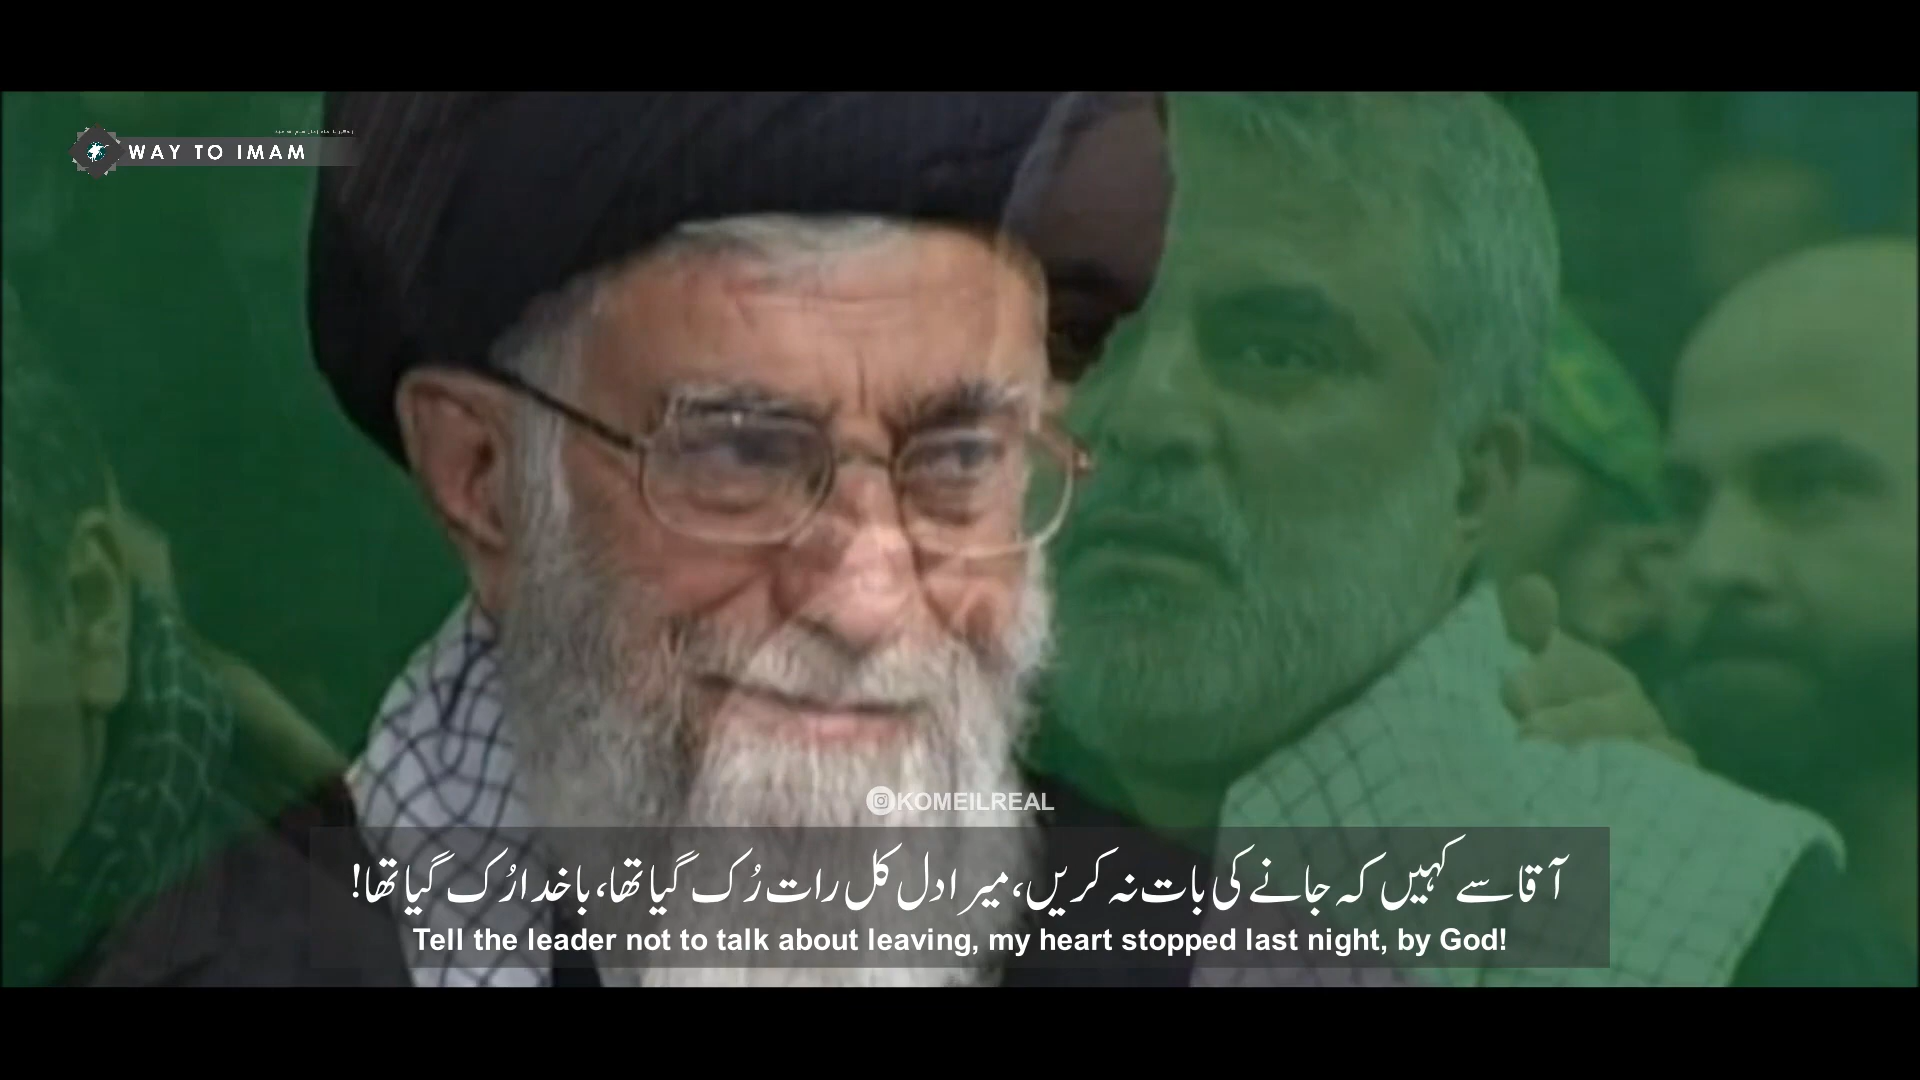 WAY TO IMAM
KOMEILREAL
آقا سے کہیں کہ جانے کی بات نہ کریں، میرا دل کل رات رُک گیا تھا، باخدا رُک گیا تھا!
Tell the leader not to talk about leaving, my heart stopped last night, by God!